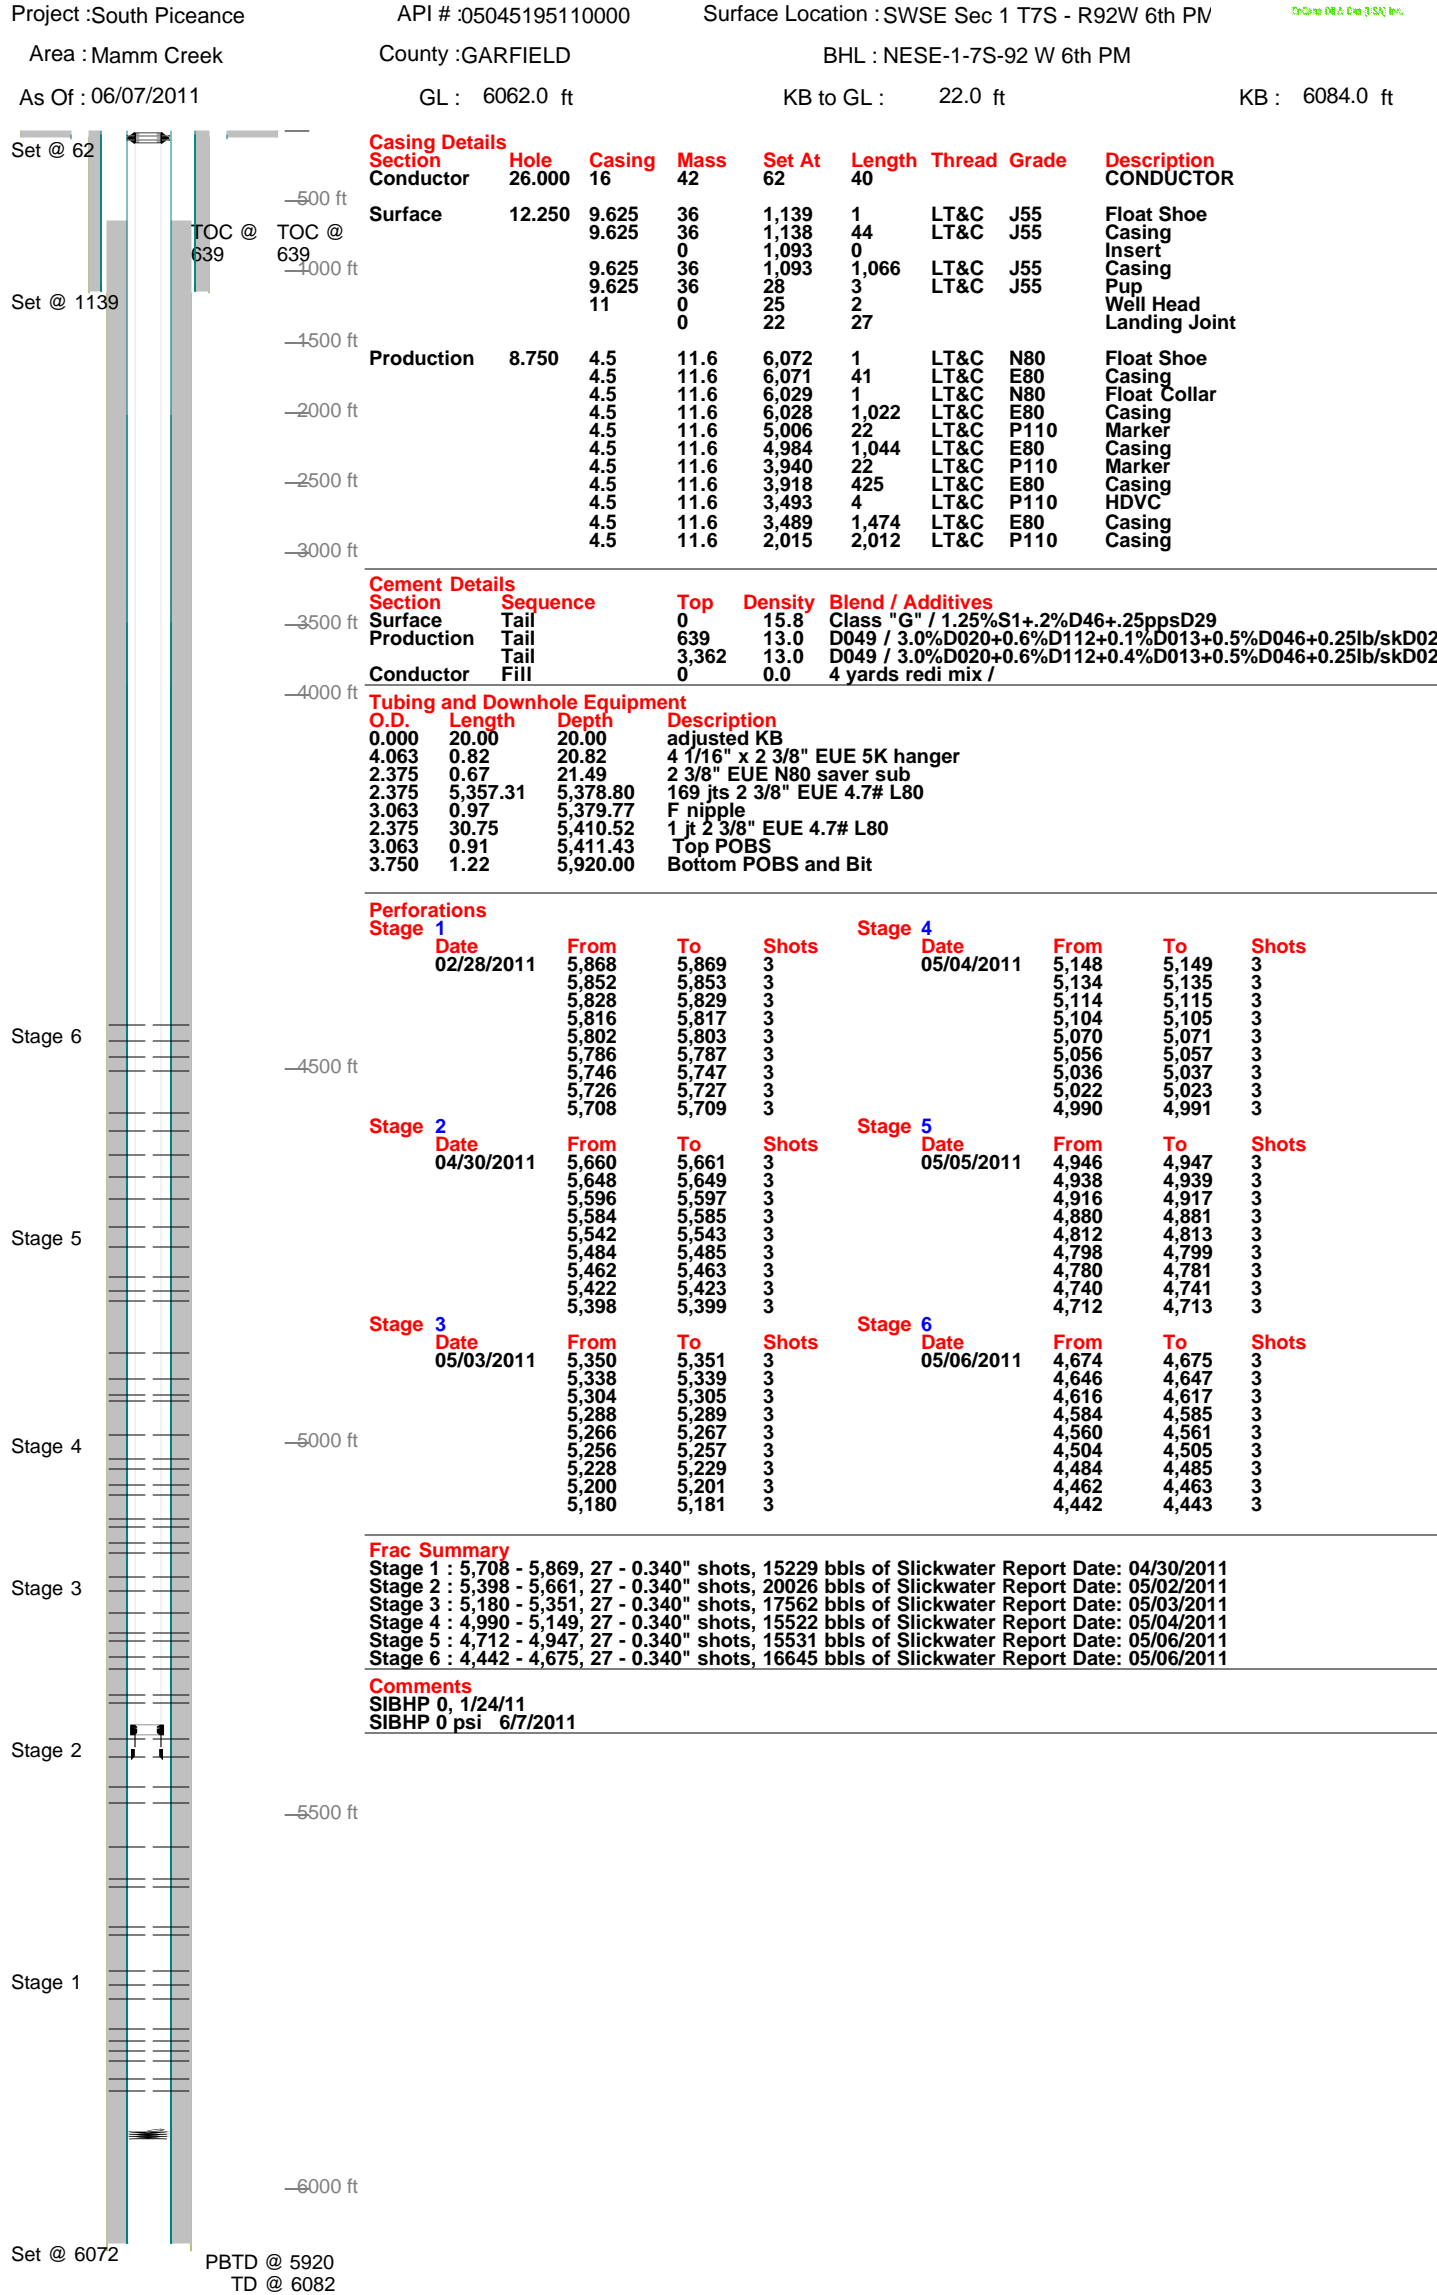 Project :South Piceance API # :05045195110000 Surface Location : SWSE Sec 1 T7S - R92W 6th PM
Area : Mamm Creek County :GARFIELD BHL : NESE-1-7S-92 W 6th PM
As Of : 06/07/2011 GL : 6062.0 ft KB to GL : 22.0 ft KB : 6084.0 ft
Set @ 62
500 ft
TOC @ 639 TOC @ 639
1000 ft
Set @ 1139
1500 ft
2000 ft
2500 ft
3000 ft
3500 ft
4000 ft
Stage 6
4500 ft
Stage 5
Stage 4
5000 ft
Stage 3
Stage 2
5500 ft
Stage 1
6000 ft
Set @ 6072
PBTD @ 5920
TD @ 6082
Casing Details
Section Hole Casing Mass Set At Length Thread Grade Description
Conductor 26.000 16 42 62 40 CONDUCTOR
Surface 12.250 9.625 36 1,139 1 LT&C J55 Float Shoe
9.625 36 1,138 44 LT&C J55 Casing
0 1,093 0 Insert
9.625 36 1,093 1,066 LT&C J55 Casing
9.625 36 28 3 LT&C J55 Pup
11 0 25 2 Well Head
0 22 27 Landing Joint
Production 8.750 4.5 11.6 6,072 1 LT&C N80 Float Shoe
4.5 11.6 6,071 41 LT&C E80 Casing
4.5 11.6 6,029 1 LT&C N80 Float Collar
4.5 11.6 6,028 1,022 LT&C E80 Casing
4.5 11.6 5,006 22 LT&C P110 Marker
4.5 11.6 4,984 1,044 LT&C E80 Casing
4.5 11.6 3,940 22 LT&C P110 Marker
4.5 11.6 3,918 425 LT&C E80 Casing
4.5 11.6 3,493 4 LT&C P110 HDVC
4.5 11.6 3,489 1,474 LT&C E80 Casing
4.5 11.6 2,015 2,012 LT&C P110 Casing
Cement Details
Section Sequence Top Density Blend / Additives
Surface Tail 0 15.8 Class "G" / 1.25%S1+.2%D46+.25ppsD29
Production Tail 639 13.0 D049 / 3.0%D020+0.6%D112+0.1%D013+0.5%D046+0.25lb/skD02
Tail 3,362 13.0 D049 / 3.0%D020+0.6%D112+0.4%D013+0.5%D046+0.25lb/skD02
Conductor Fill 0 0.0 4 yards redi mix /
Tubing and Downhole Equipment
O.D. Length Depth Description
0.000 20.00 20.00 adjusted KB
4.063 0.82 20.82 4 1/16" x 2 3/8" EUE 5K hanger
2.375 0.67 21.49 2 3/8" EUE N80 saver sub
2.375 5,357.31 5,378.80 169 jts 2 3/8" EUE 4.7# L80
3.063 0.97 5,379.77 F nipple
2.375 30.75 5,410.52 1 jt 2 3/8" EUE 4.7# L80
3.063 0.91 5,411.43 Top POBS
3.750 1.22 5,920.00 Bottom POBS and Bit
Perforations
Stage 1 Stage 4
Date From To Shots Date From To Shots
02/28/2011 5,868 5,869 3 05/04/2011 5,148 5,149 3
5,852 5,853 3 5,134 5,135 3
5,828 5,829 3 5,114 5,115 3
5,816 5,817 3 5,104 5,105 3
5,802 5,803 3 5,070 5,071 3
5,786 5,787 3 5,056 5,057 3
5,746 5,747 3 5,036 5,037 3
5,726 5,727 3 5,022 5,023 3
5,708 5,709 3 4,990 4,991 3
Stage 2 Stage 5
Date From To Shots Date From To Shots
04/30/2011 5,660 5,661 3 05/05/2011 4,946 4,947 3
5,648 5,649 3 4,938 4,939 3
5,596 5,597 3 4,916 4,917 3
5,584 5,585 3 4,880 4,881 3
5,542 5,543 3 4,812 4,813 3
5,484 5,485 3 4,798 4,799 3
5,462 5,463 3 4,780 4,781 3
5,422 5,423 3 4,740 4,741 3
5,398 5,399 3 4,712 4,713 3
Stage 3 Stage 6
Date From To Shots Date From To Shots
05/03/2011 5,350 5,351 3 05/06/2011 4,674 4,675 3
5,338 5,339 3 4,646 4,647 3
5,304 5,305 3 4,616 4,617 3
5,288 5,289 3 4,584 4,585 3
5,266 5,267 3 4,560 4,561 3
5,256 5,257 3 4,504 4,505 3
5,228 5,229 3 4,484 4,485 3
5,200 5,201 3 4,462 4,463 3
5,180 5,181 3 4,442 4,443 3
Frac Summary
Stage 1 : 5,708 - 5,869, 27 - 0.340" shots, 15229 bbls of Slickwater Report Date: 04/30/2011
Stage 2 : 5,398 - 5,661, 27 - 0.340" shots, 20026 bbls of Slickwater Report Date: 05/02/2011
Stage 3 : 5,180 - 5,351, 27 - 0.340" shots, 17562 bbls of Slickwater Report Date: 05/03/2011
Stage 4 : 4,990 - 5,149, 27 - 0.340" shots, 15522 bbls of Slickwater Report Date: 05/04/2011
Stage 5 : 4,712 - 4,947, 27 - 0.340" shots, 15531 bbls of Slickwater Report Date: 05/06/2011
Stage 6 : 4,442 - 4,675, 27 - 0.340" shots, 16645 bbls of Slickwater Report Date: 05/06/2011
Comments
SIBHP 0, 1/24/11
SIBHP 0 psi 6/7/2011